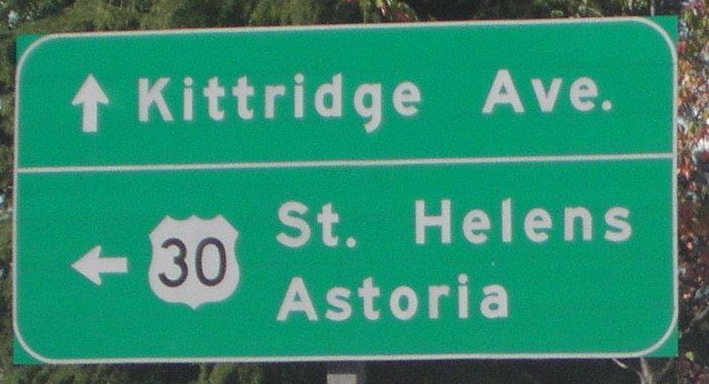 Kittridge Ave.
30 St. Helens
Astoria